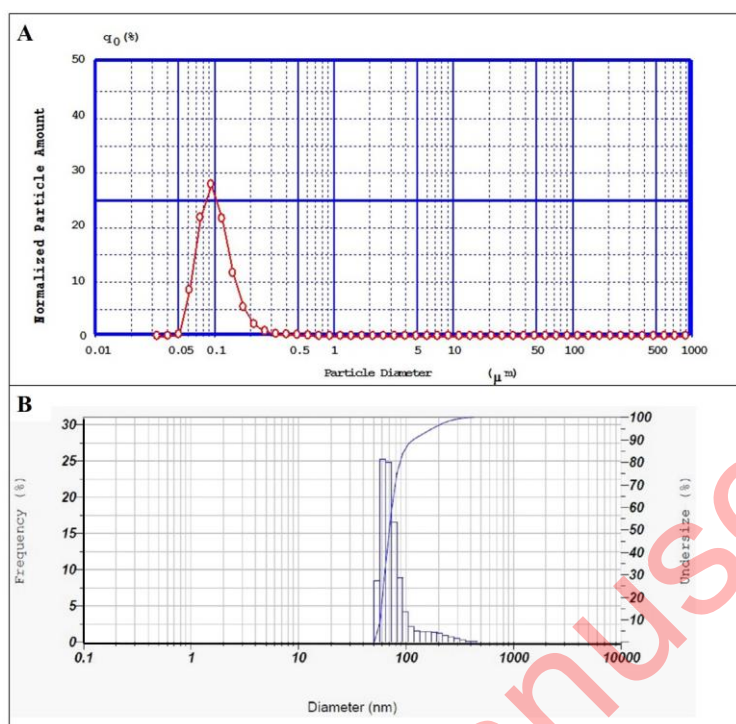 A
q0 (%)
Normalized Particle Amount
50
40
30
20
10
0
0.01 0.05 0.1 0.5 1 5 10 50 100 500 1000
Particle Diameter (μm)
B
Frequency (%)
30
25
20
15
10
5
0
Undersize (%)
100
90
80
70
60
50
40
30
20
10
0.1 1 10 100 1000 10000
Diameter (nm)
nusc